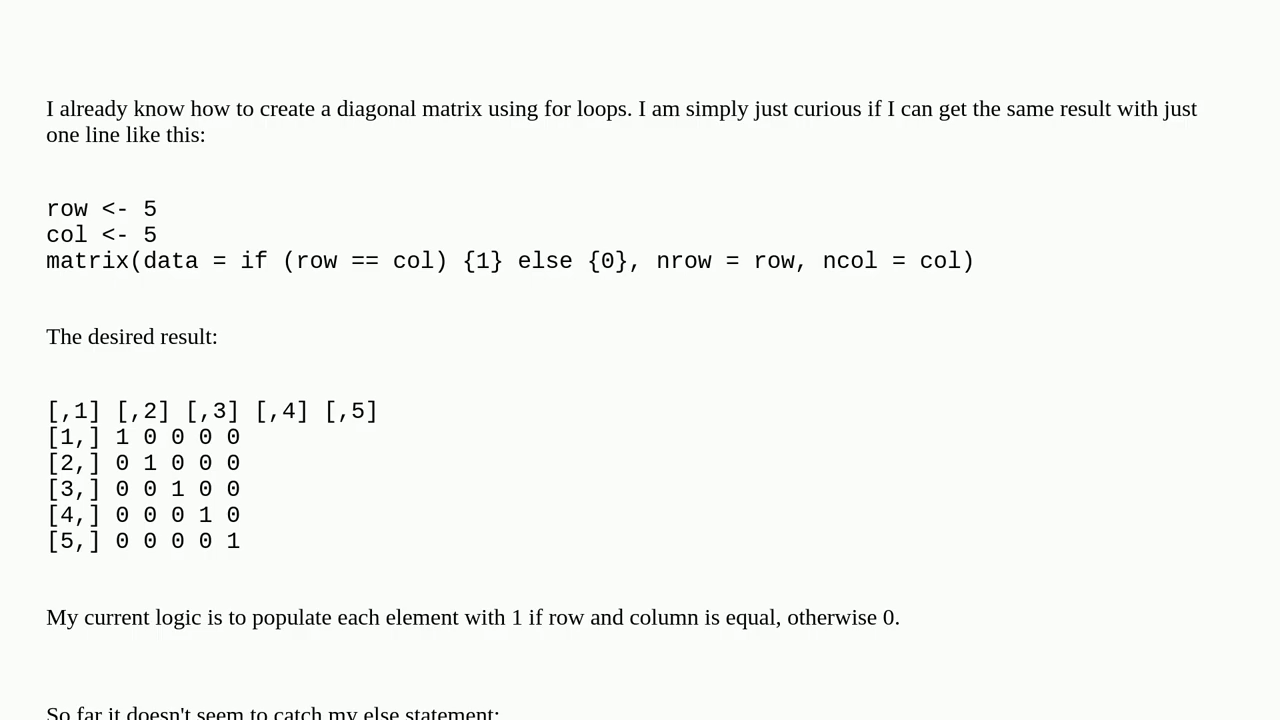 I already know how to create a diagonal matrix using for loops. I am simply just curious if I can get the same result with just
one line like this:
row <- 5
col <- 5
matrix(data = if (row == col) {1} else {0}, nrow = row, ncol = col)
The desired result:
[,1] [,2] [,3] [,4] [,5]
[1,] 1 0 0 0 0
[2,] 0 1 0 0 0
[3,] 0 0 1 0 0
[4,] 0 0 0 1 0
[5,] 0 0 0 0 1
My current logic is to populate each element with 1 if row and column is equal, otherwise 0.
So far it doesn't seem to catch my else statement: